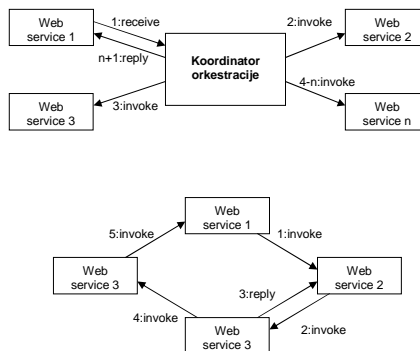 Web
service 1
1:receive
n+1:reply
Koordinator
orkestracije
2:invoke
Web
service 2
Web
service 3
3:invoke
4-n:invoke
Web
service n
Web
service 1
5:invoke
1:invoke
Web
service 3
Web
service 2
3:reply
4:invoke
2:invoke
Web
service 3